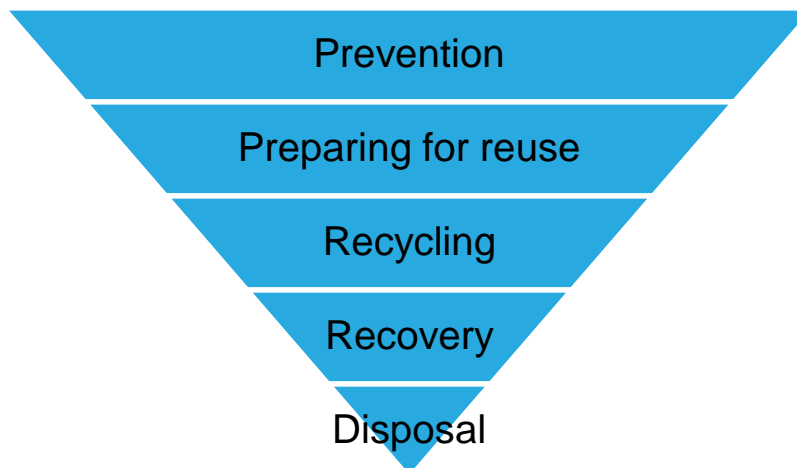 Prevention
Preparing for reuse
Recycling
Recovery
Disposal